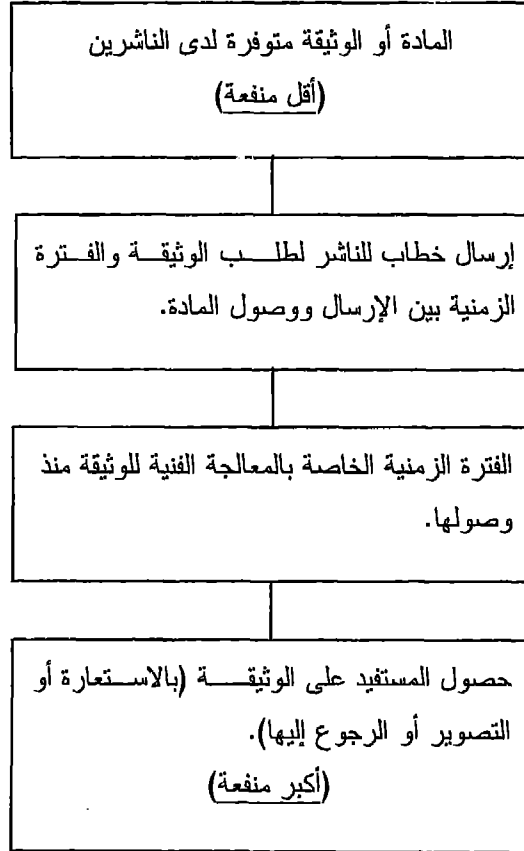 المادة أو الوثيقة متوفرة لدى الناشرين
(أقل منفعة)
إرسال خطاب للناشر لطلب الوثيقة والفترة
الزمنية بين الإرسال ووصول المادة.
الفترة الزمنية الخاصة بالمعالجة الفنية للوثيقة منذ
وصولها.
حصول المستفيد على الوثيقة (بالاستعارة أو
التصوير أو الرجوع إليها).
(أكبر منفعة)